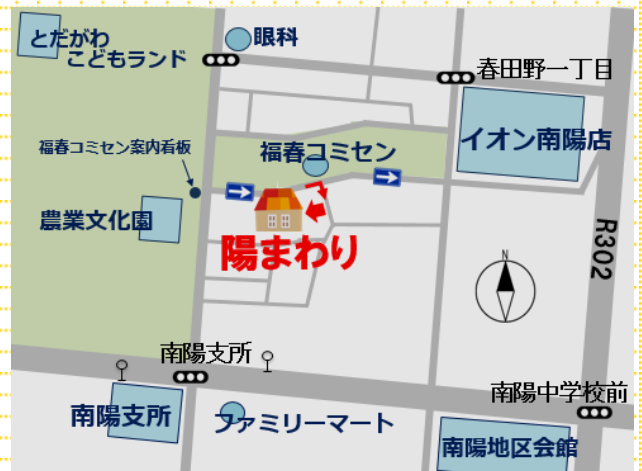 とだがわ
こどもランド
眼科
春田野一丁目
イオン南陽店
福春コミセン
福春コミセン案内看板
農業文化園
陽まわり
R302
N
南陽支所
南陽中学校前
南陽支所
ファミリーマート
南陽地区会館